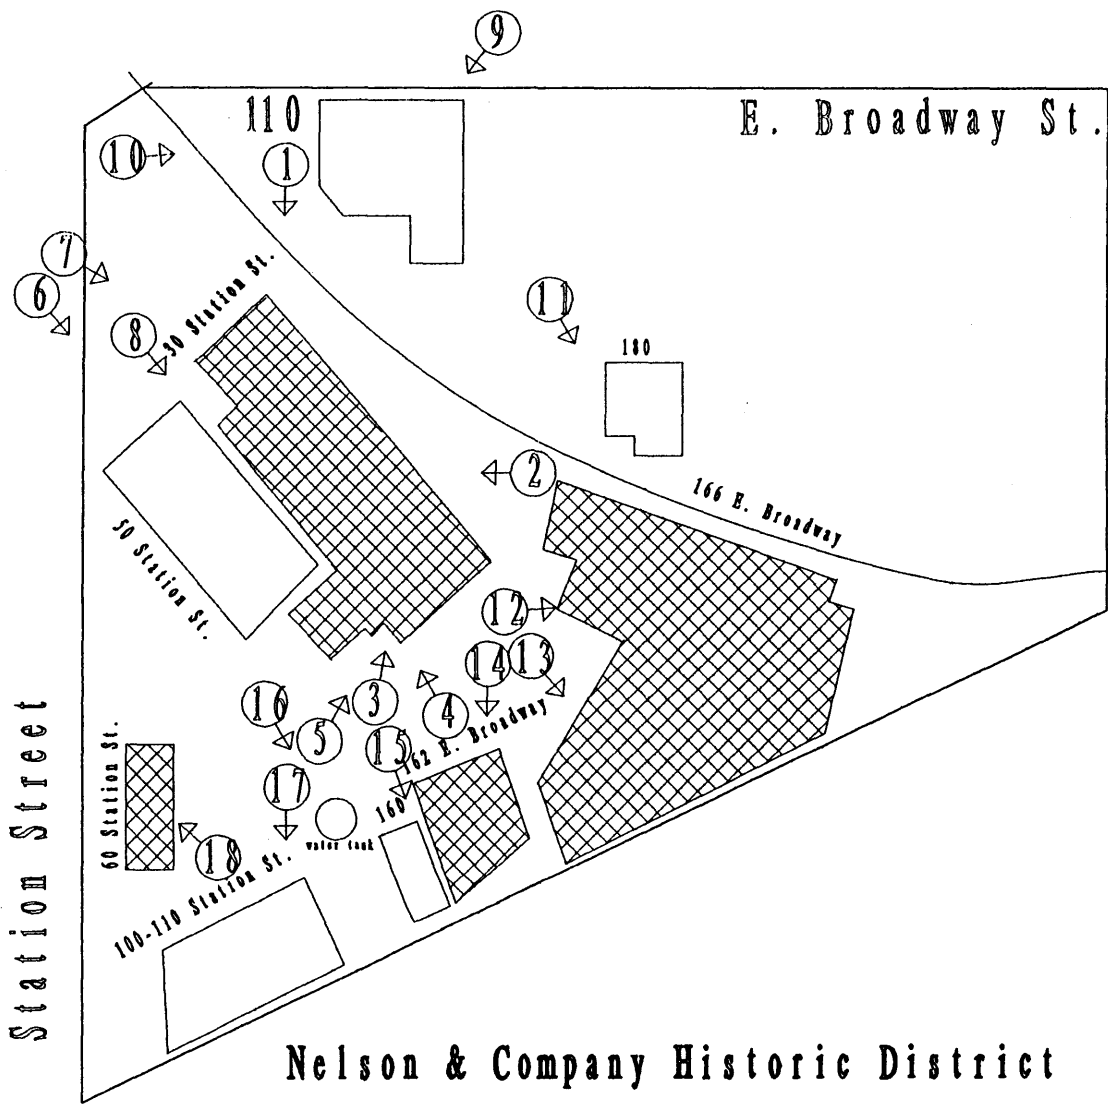 9
110
E. Broadway St.
10
1
7
6
30 Station St.
11
8
180
2
166 E. Broadway
50 Station St.
12
14
13
16
3
4
5
15
162 E. Broadway
Station Street
60 Station St.
17
160
water tank
18
100-110 Station St.
Nelson & Company Historic District